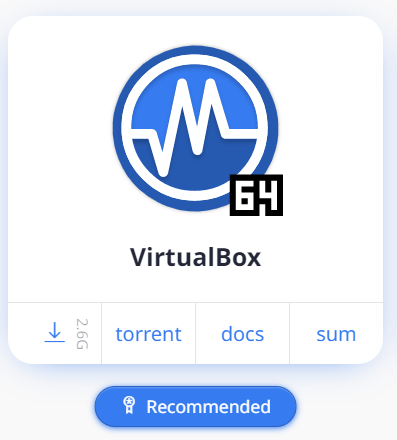 64
VirtualBox
2.6G
torrent
docs
sum
Recommended